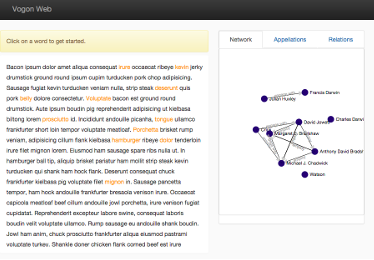 Vogon Web
Click on a word to get started.
Network
Appellations
Relations
Bacon ipsum dolor amet aliqua consequat irure occaecat ribeye kevin jerky
drumstick ground round ipsum cupim turducken pork chop adipisicing.
Sausage fugiat kevin turducken veniam nulla, strip steak deserunt quis
pork belly dolore consectetur. Voluptate bacon est ground round
drumstick. Aute ipsum boudin pig reprehenderit adipisicing ut kielbasa
biltong lorem prosciutto id. Incididunt andouille picanha, tongue ullamco
frankfurter short loin tempor voluptate meatloaf. Porchetta brisket rump
veniam, adipisicing cillum flank kielbasa hamburger ribeye dolor tenderloin
irure filet mignon lorem. Eiusmod ham sausage spare ribs nulla ut. In
hamburger ball tip, aliquip brisket pariatur ham mollit strip steak kevin
turducken qui shank ham hock flank. Deserunt consequat chuck
frankfurter kielbasa pig voluptate filet mignon in. Sausage pancetta
tempor, ham hock andouille frankfurter bresaola venison irure. Occaecat
capicola meatloaf beef cillum andouille jowl porchetta, irure venison fugiat
cupidatat. Reprehenderit excepteur labore swine, consequat laboris
boudin velit voluptate ullamco. Rump sausage eu andouille shank boudin.
Jowl ham anim, chuck prosciutto frankfurter aliqua eiusmod pastrami
voluptate turkey. Shankle doner chicken flank corned beef est irure
Francis Darwin
Julian Huxley
Charles Darwin
David Jewel
Margaret D. Bradshaw
Anthony David Brads
Michael J. Chadwick
Watson